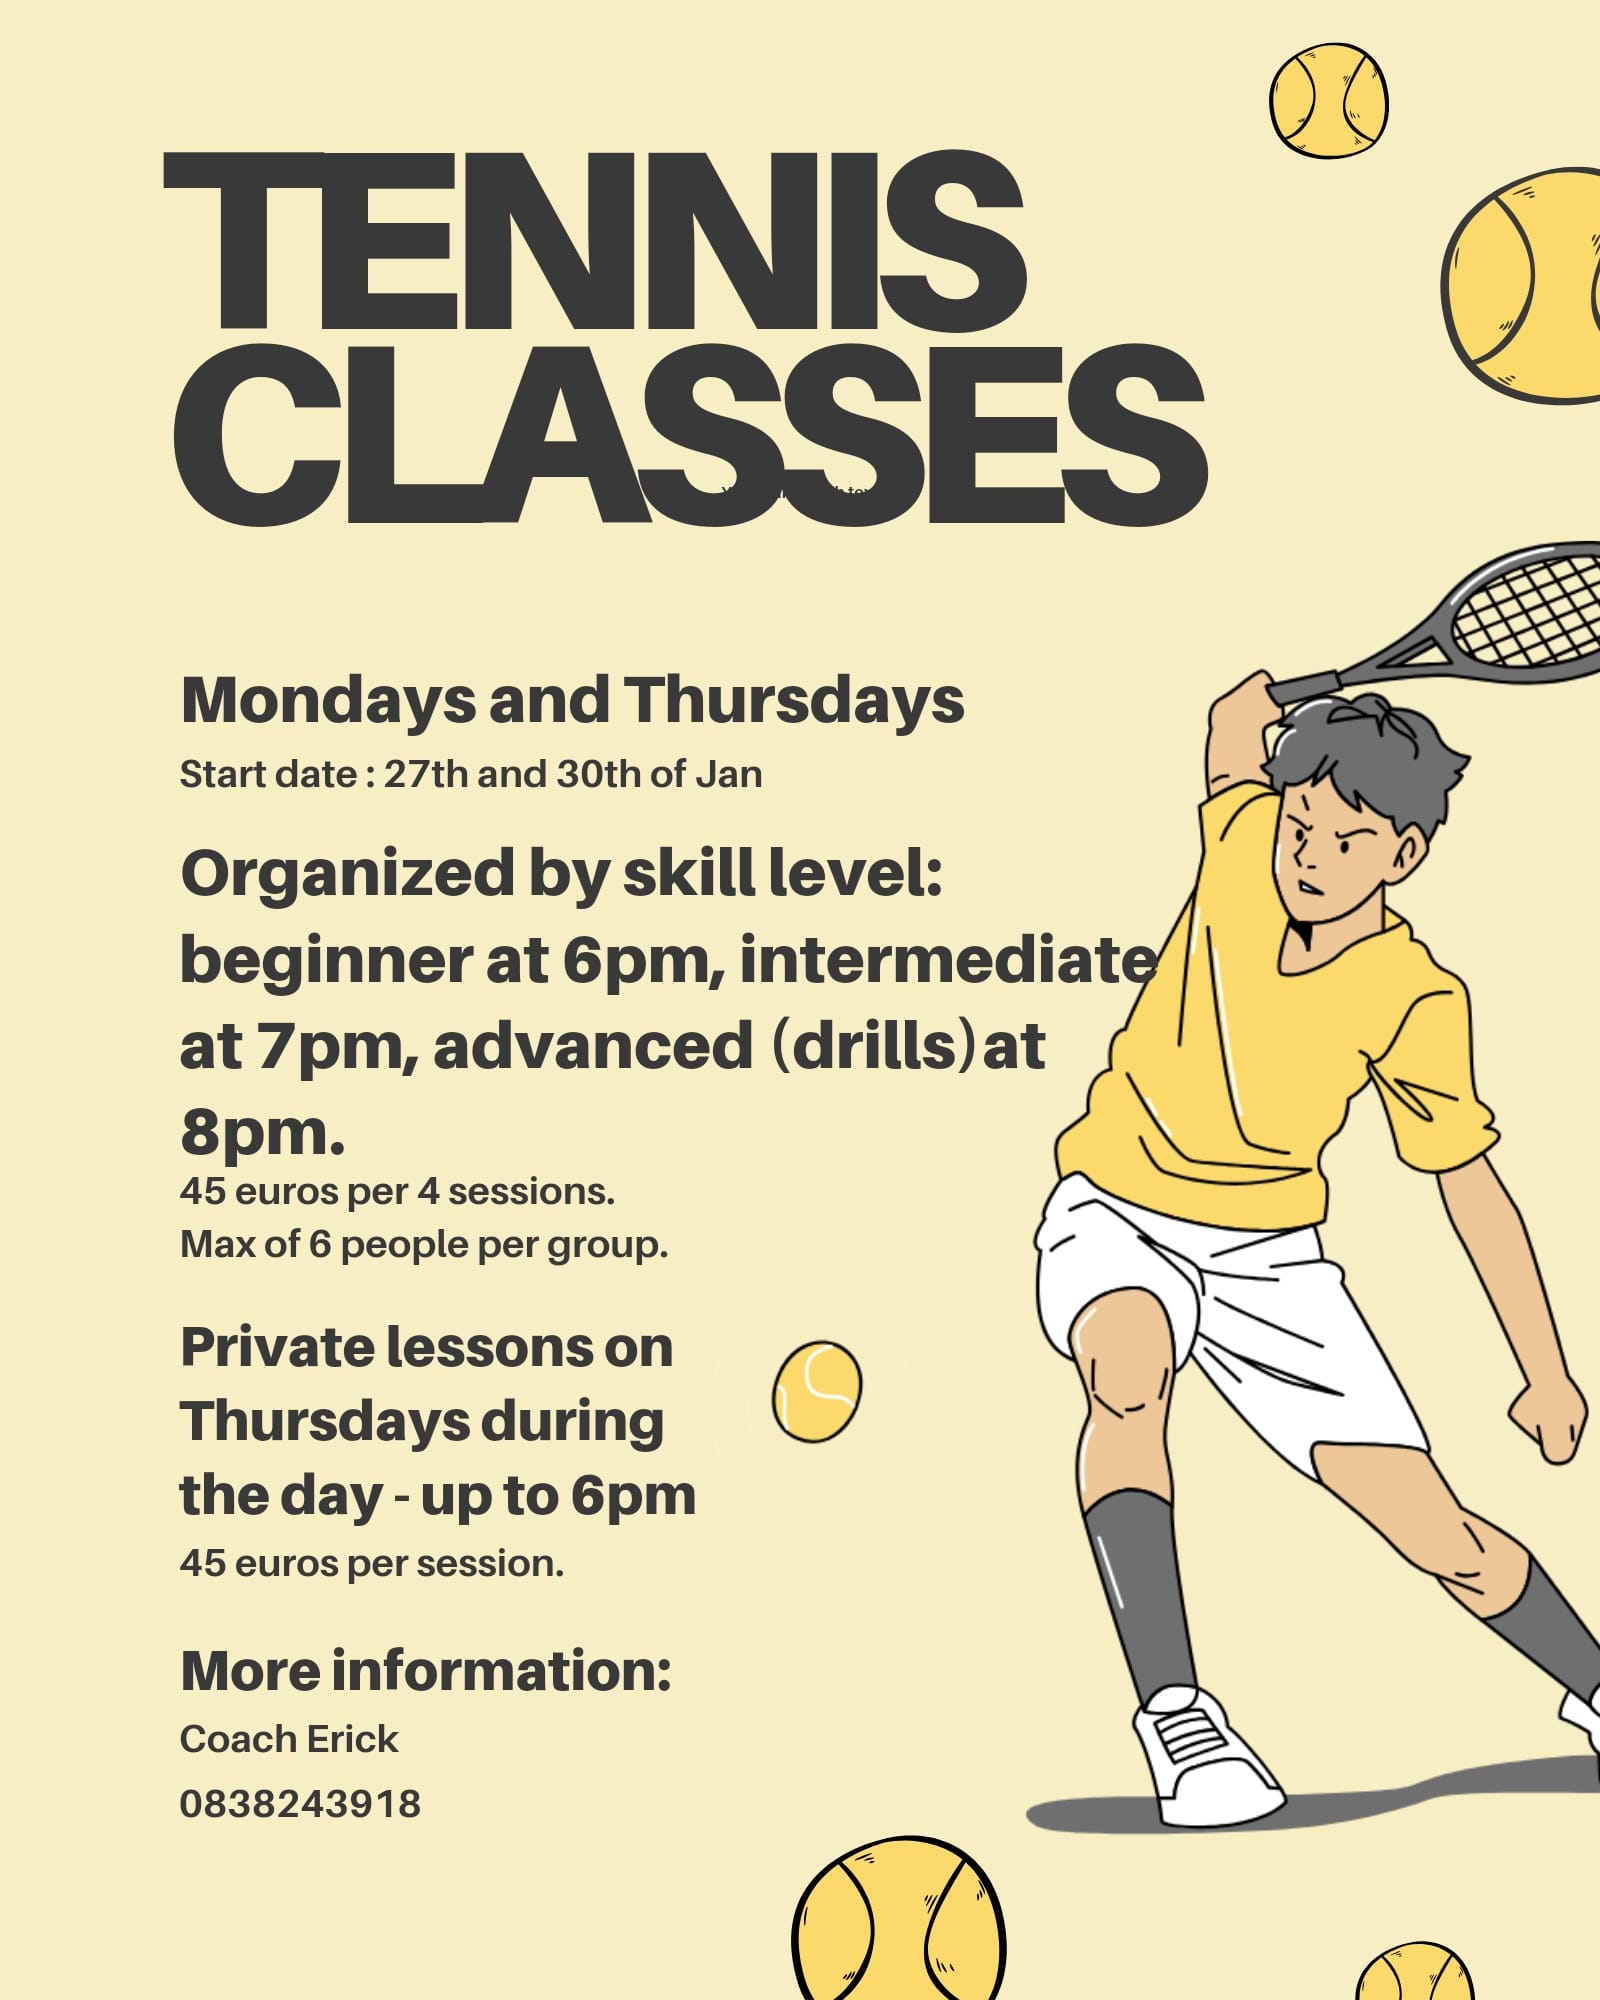 TENNIS
CLASSES
Mondays and Thursdays
Start date : 27th and 30th of Jan
Organized by skill level:
beginner at 6pm, intermediate
at 7pm, advanced (drills)at
8pm.
45 euros per 4 sessions.
Max of 6 people per group.
Private lessons on
Thursdays during
the day - up to 6pm
45 euros per session.
More information:
Coach Erick
0838243918